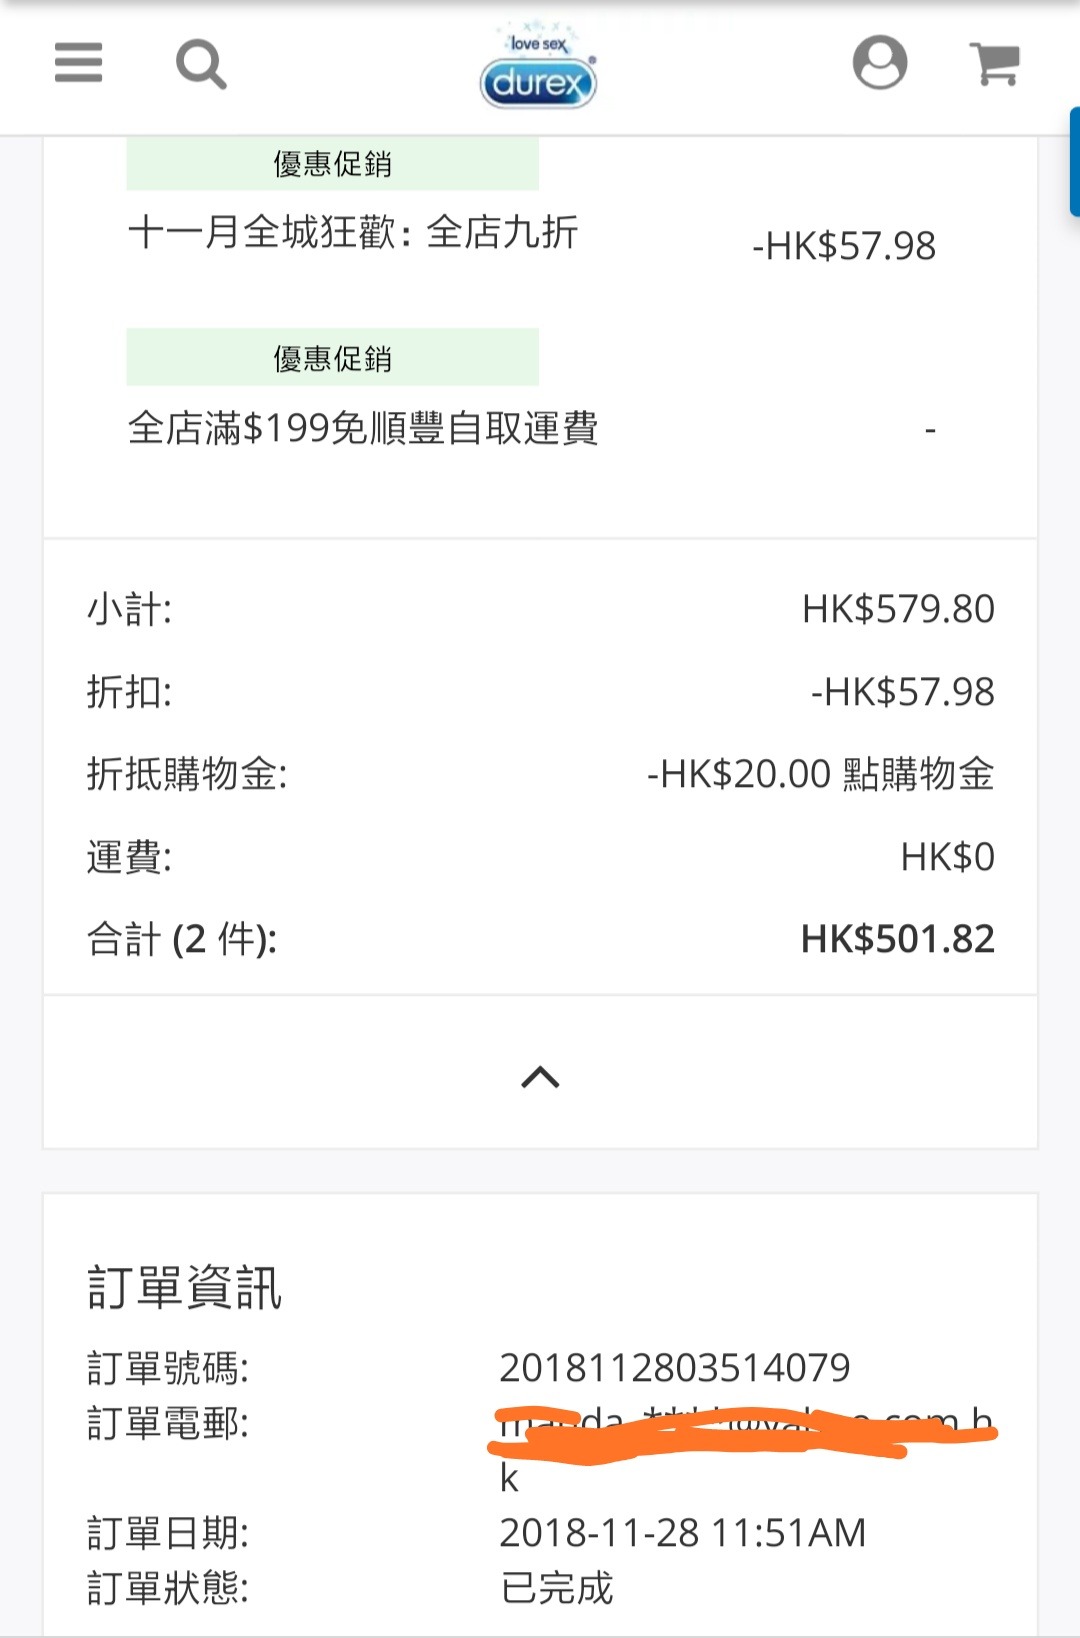 love sex
durex
優惠促銷
十一月全城狂歡: 全店九折
-HK$57.98
優惠促銷
全店滿$199免順豐自取運費
-
小計: HK$579.80
折扣: -HK$57.98
折抵購物金: -HK$20.00 點購物金
運費: HK$0
合計 (2 件): HK$501.82
訂單資訊
訂單號碼: 2018112803514079
訂單電郵:
k
訂單日期: 2018-11-28 11:51AM
訂單狀態: 已完成